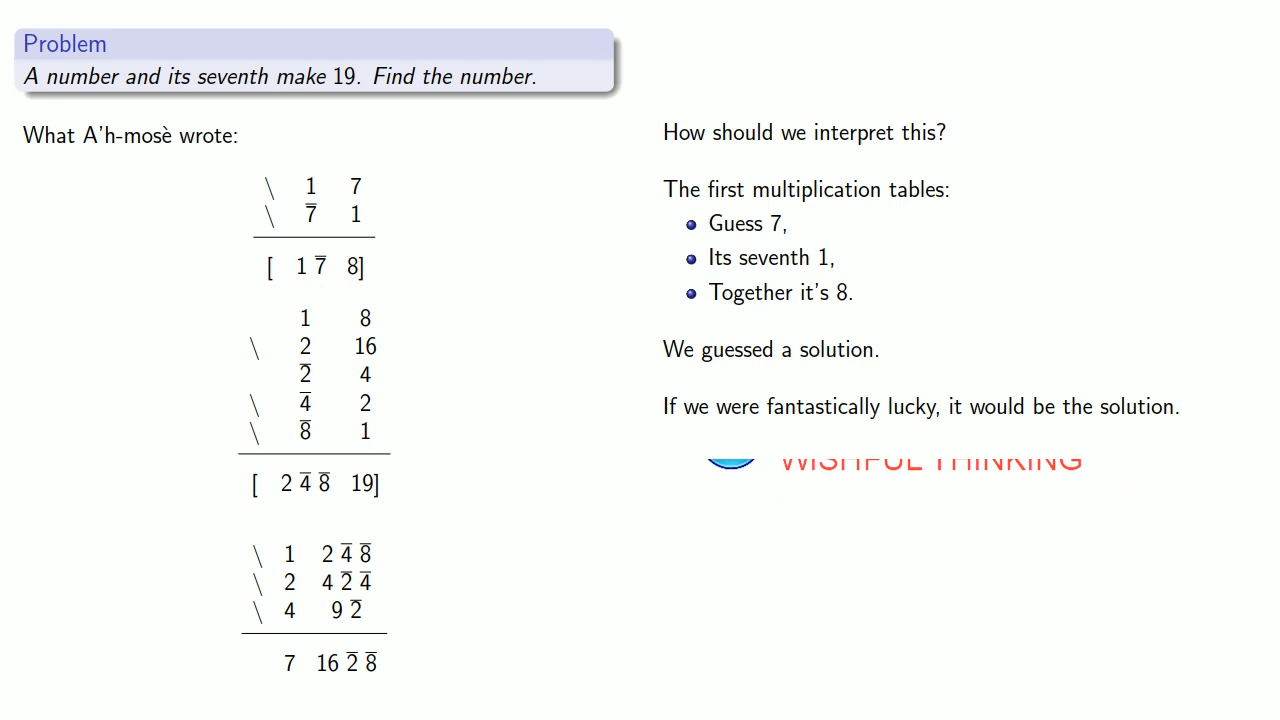 Problem
A number and its seventh make 19. Find the number.
What A'h-mosè wrote:
\ 1 7
\ 7̅ 1
[ 1 7̅ 8]
1 8
\ 2 16
2̅ 4
\ 4̅ 2
\ 8̅ 1
[ 2 4̅ 8̅ 19]
\ 1 2 4̅ 8̅
\ 2 4 2̅ 4̅
\ 4 9 2̅
7 16 2̅ 8̅
How should we interpret this?
The first multiplication tables:
Guess 7,
Its seventh 1,
Together it's 8.
We guessed a solution.
If we were fantastically lucky, it would be the solution.
WISHFUL THINKING